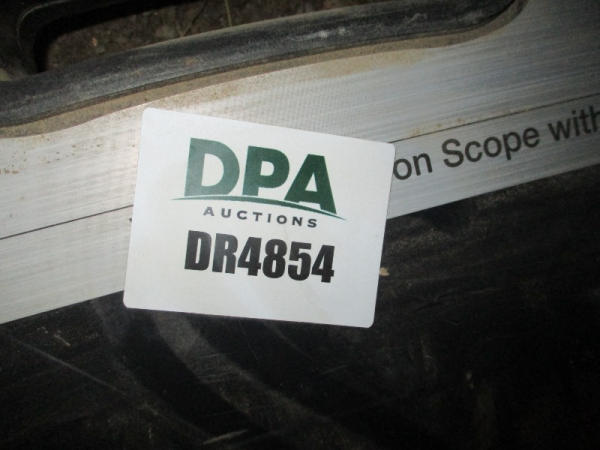 DPA
AUCTIONS
DR4854
on Scope with